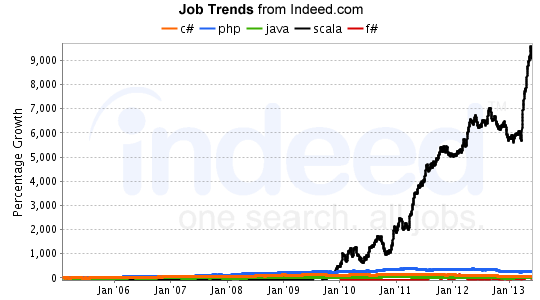 Job Trends from Indeed.com
c# php java scala f#
Percentage Growth
9,000
8,000
7,000
6,000
5,000
4,000
3,000
2,000
1,000
0
indeed
one search. all jobs
Jan '06 Jan '07 Jan '08 Jan '09 Jan '10 Jan '11 Jan '12 Jan '13